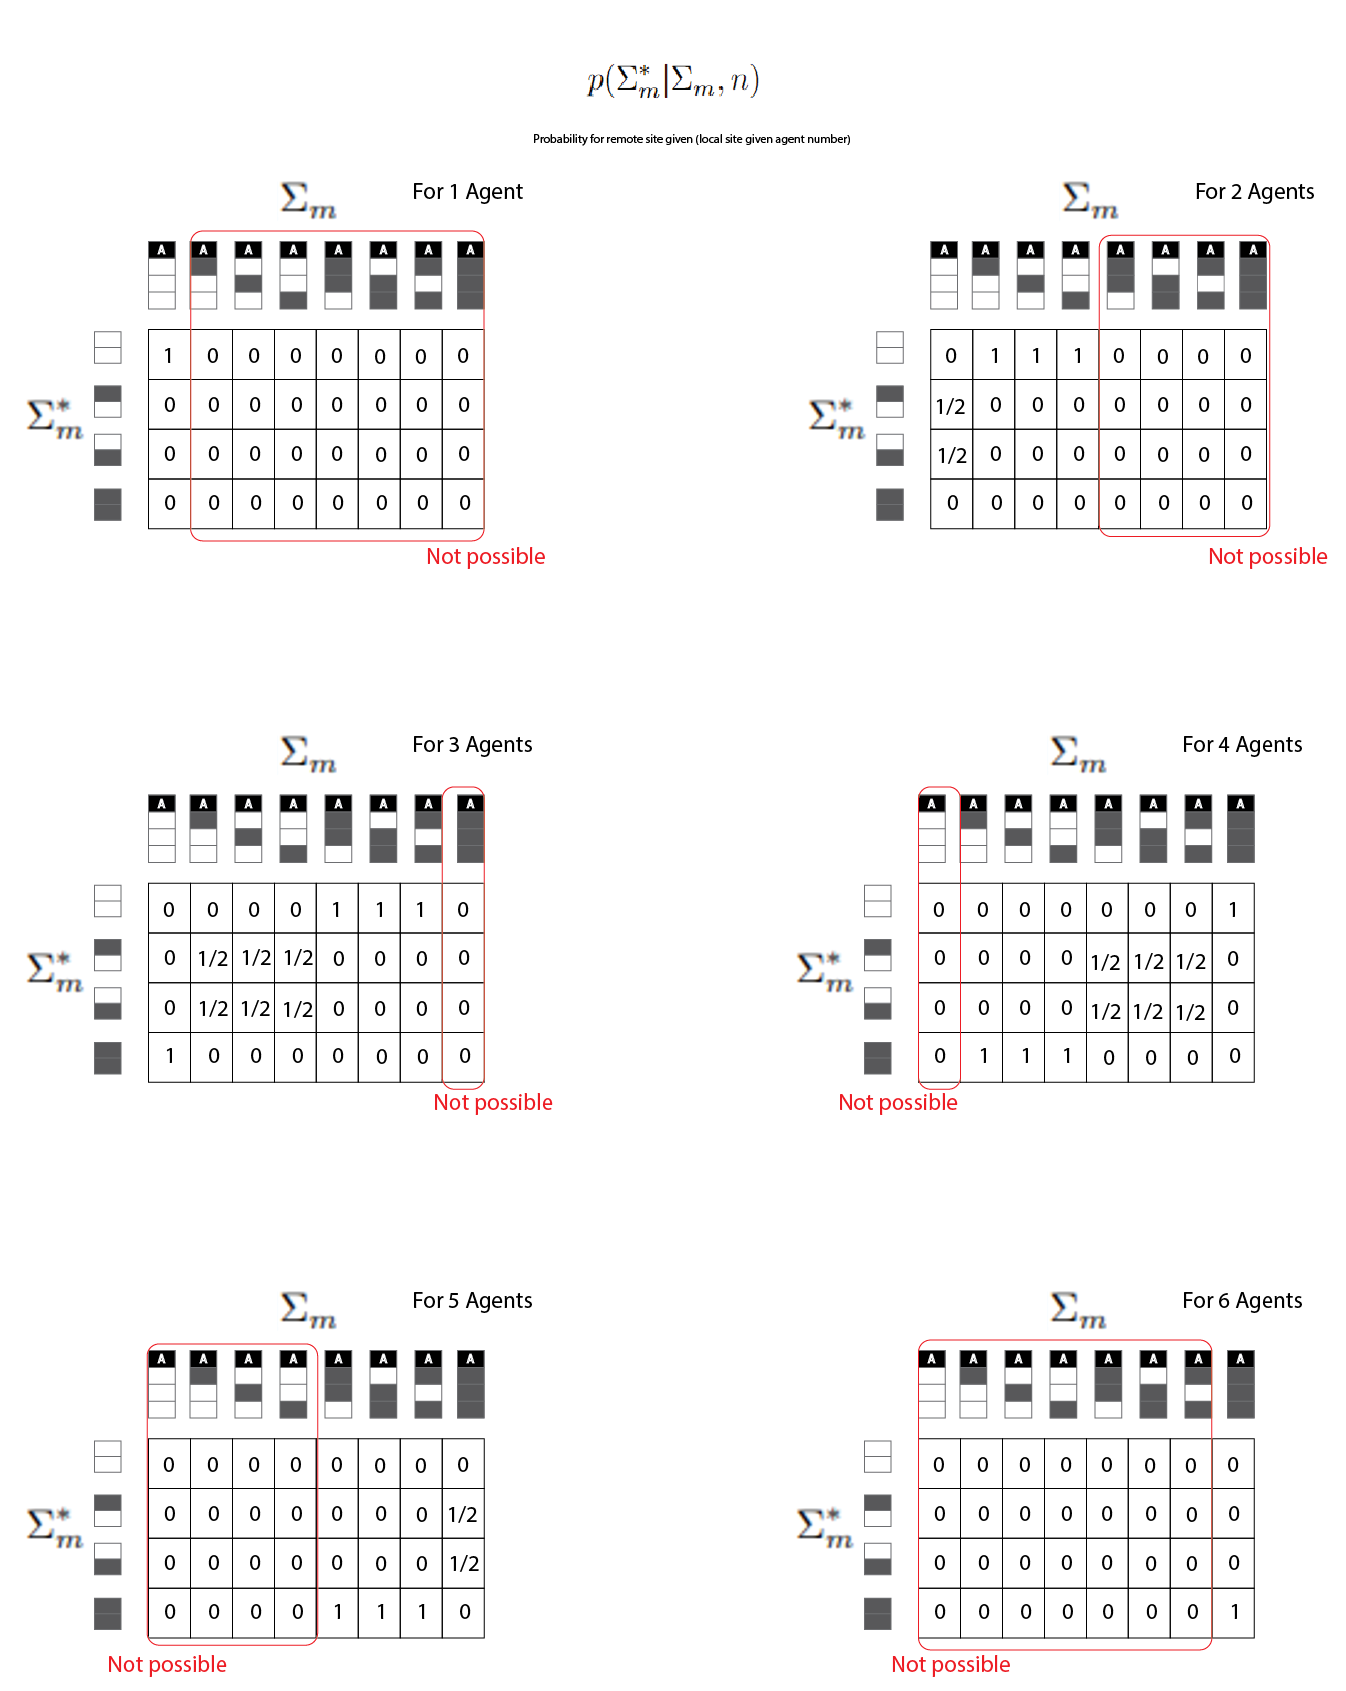 p(Σ*m|Σm, n)
Probability for remote site given (local site given agent number)
Σm For 1 Agent
A A A A A A A A
1 0 0 0 0 0 0 0
Σ*m
0 0 0 0 0 0 0 0
0 0 0 0 0 0 0 0
0 0 0 0 0 0 0 0
Not possible
Σm For 2 Agents
A A A A A A A A
0 1 1 1 0 0 0 0
Σ*m
1/2 0 0 0 0 0 0 0
1/2 0 0 0 0 0 0 0
0 0 0 0 0 0 0 0
Not possible
Σm For 3 Agents
A A A A A A A A
0 0 0 0 1 1 1 0
Σ*m
0 1/2 1/2 1/2 0 0 0 0
0 1/2 1/2 1/2 0 0 0 0
1 0 0 0 0 0 0 0
Not possible
Σm For 4 Agents
A A A A A A A A
0 0 0 0 0 0 0 1
Σ*m
0 0 0 0 1/2 1/2 1/2 0
0 0 0 0 1/2 1/2 1/2 0
0 1 1 1 0 0 0 0
Not possible
Σm For 5 Agents
A A A A A A A A
0 0 0 0 0 0 0 0
Σ*m
0 0 0 0 0 0 0 1/2
0 0 0 0 0 0 0 1/2
0 0 0 0 1 1 1 0
Not possible
Σm For 6 Agents
A A A A A A A A
0 0 0 0 0 0 0 0
Σ*m
0 0 0 0 0 0 0 0
0 0 0 0 0 0 0 0
0 0 0 0 0 0 0 1
Not possible